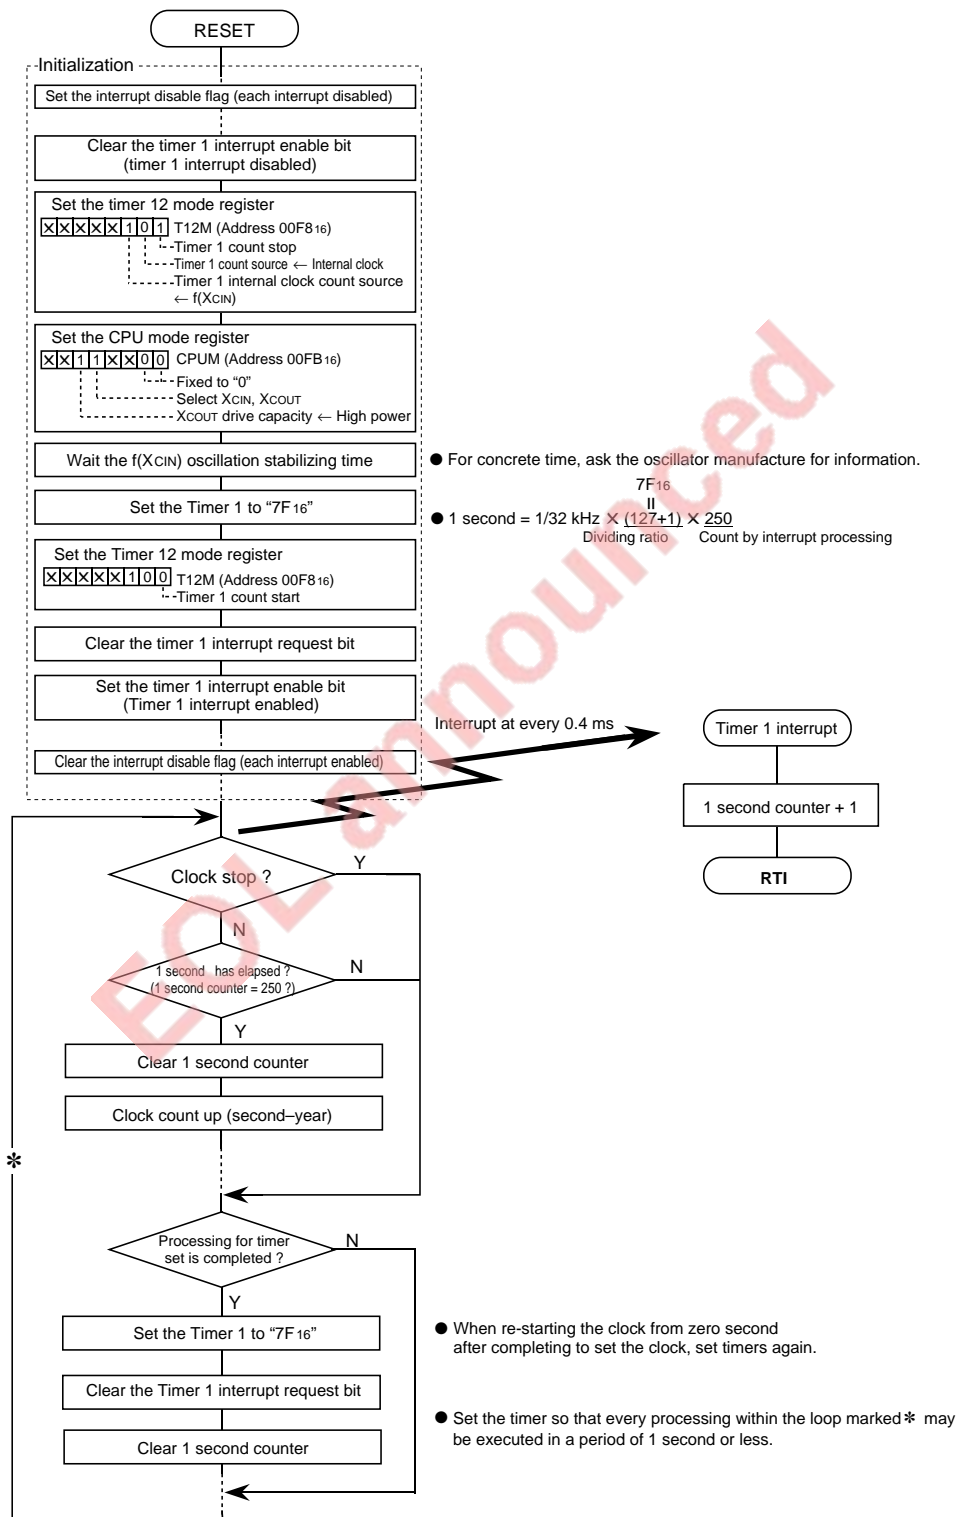 RESET
Initialization
Set the interrupt disable flag (each interrupt disabled)
Clear the timer 1 interrupt enable bit
(timer 1 interrupt disabled)
Set the timer 12 mode register
X X X X X 1 0 1 T12M (Address 00F816)
Timer 1 count stop
Timer 1 count source ← Internal clock
Timer 1 internal clock count source
← f(XCIN)
Set the CPU mode register
X X 1 1 X X 0 0 CPUM (Address 00FB16)
Fixed to “0”
Select XCIN, XCOUT
XCOUT drive capacity ← High power
Wait the f(XCIN) oscillation stabilizing time
● For concrete time, ask the oscillator manufacture for information.
Set the Timer 1 to “7F16”
7F16
=
● 1 second = 1/32 kHz × (127+1) × 250
Dividing ratio Count by interrupt processing
Set the Timer 12 mode register
X X X X X 1 0 0 T12M (Address 00F816)
Timer 1 count start
Clear the timer 1 interrupt request bit
Set the timer 1 interrupt enable bit
(Timer 1 interrupt enabled)
Clear the interrupt disable flag (each interrupt enabled)
Interrupt at every 0.4 ms
Timer 1 interrupt
1 second counter + 1
RTI
Clock stop ?
Y
N
1 second has elapsed ?
(1 second counter = 250 ?)
N
Y
Clear 1 second counter
Clock count up (second–year)
✻
Processing for timer
set is completed ?
N
Y
Set the Timer 1 to “7F16”
Clear the Timer 1 interrupt request bit
Clear 1 second counter
● When re-starting the clock from zero second
after completing to set the clock, set timers again.
● Set the timer so that every processing within the loop marked ✻ may
be executed in a period of 1 second or less.
EOL announced